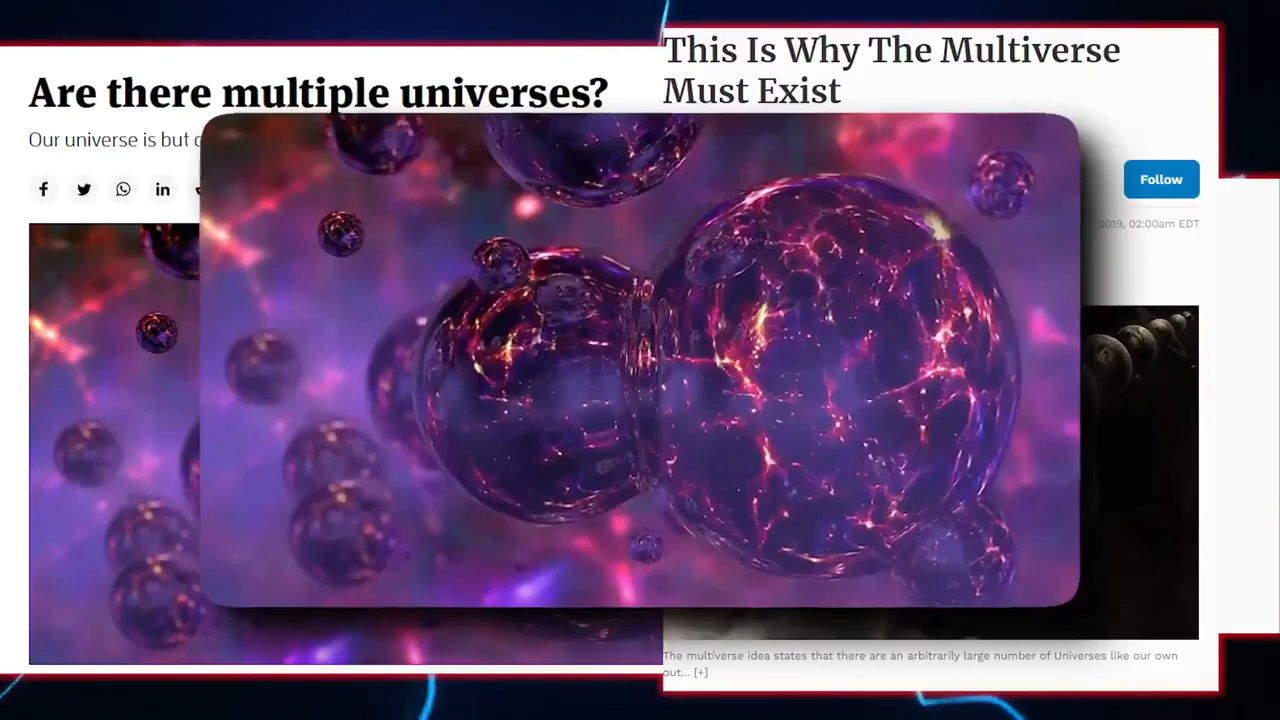 Are there multiple universes?
Our universe is but
This Is Why The Multiverse
Must Exist
Follow
2019, 02:00am EDT
The multiverse idea states that there are an arbitrarily large number of Universes like our own
out... [+]